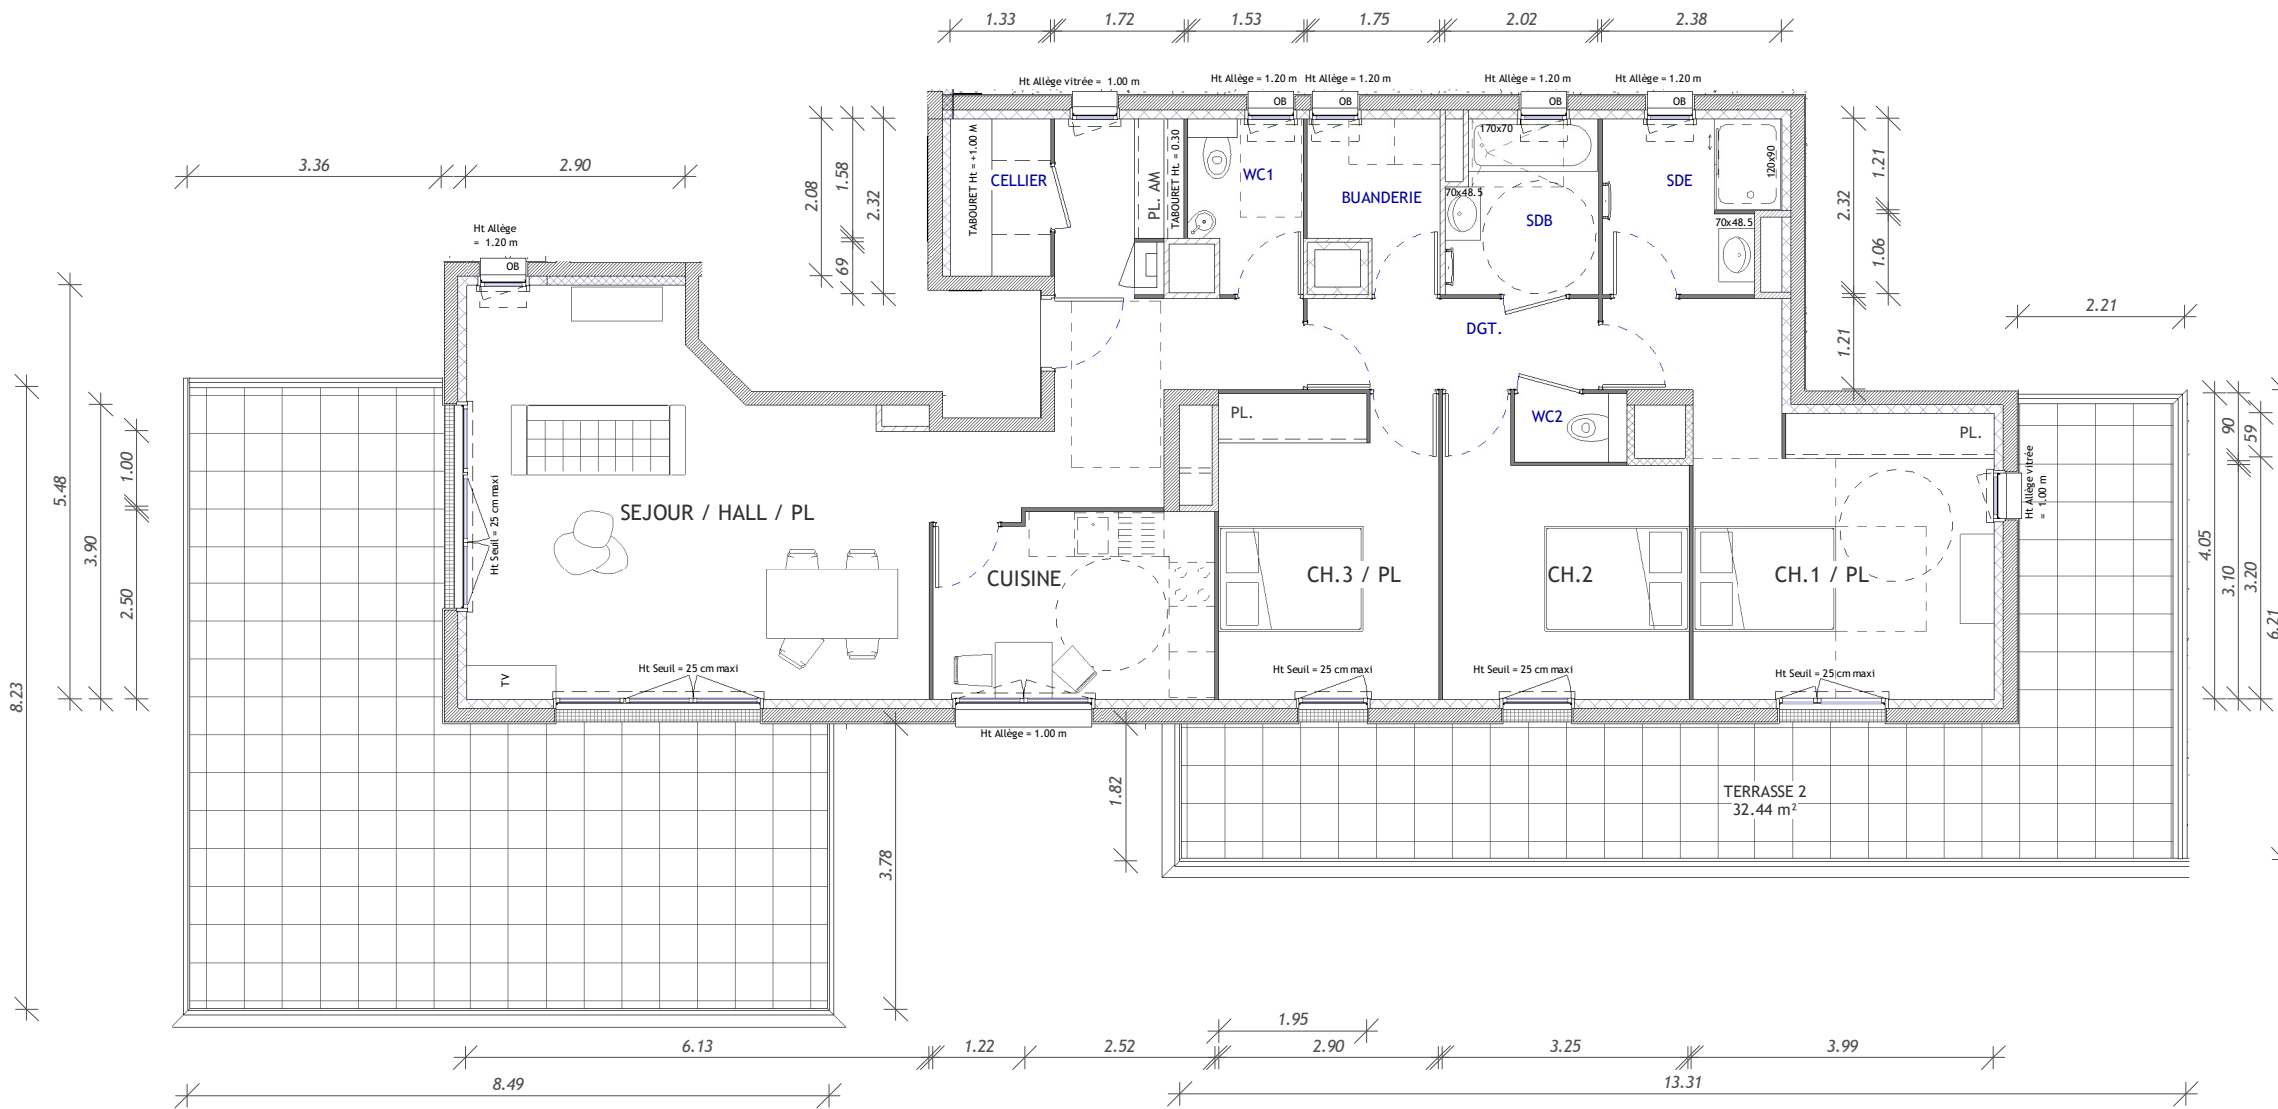 1.33
1.72
1.53
1.75
2.02
2.38
Ht Allège vitrée = 1.00 m
Ht Allège = 1.20 m
Ht Allège = 1.20 m
Ht Allège = 1.20 m
Ht Allège = 1.20 m
OB
OB
OB
OB
3.36
2.90
2.08
1.58
2.32
69
TABOURET Ht = +1.00 M
CELLIER
PL. AM
TABOURET Ht. = 0.30
WC1
BUANDERIE
170x70
70x48.5
SDB
SDE
120x90
70x48.5
2.32
1.21
1.06
1.21
Ht Allège
= 1.20 m
OB
DGT.
2.21
5.48
3.90
1.00
2.50
8.23
Ht Seuil = 25 cm maxi
SEJOUR / HALL / PL
PL.
WC2
PL.
Ht Allège vitrée
= 1.00 m
90
59
4.05
3.10
3.20
6.21
CUISINE
CH.3 / PL
CH.2
CH.1 / PL
TV
Ht Seuil = 25 cm maxi
Ht Seuil = 25 cm maxi
Ht Seuil = 25 cm maxi
Ht Seuil = 25 cm maxi
Ht Allège = 1.00 m
3.78
1.82
TERRASSE 2
32.44 m²
1.95
6.13
1.22
2.52
2.90
3.25
3.99
8.49
13.31